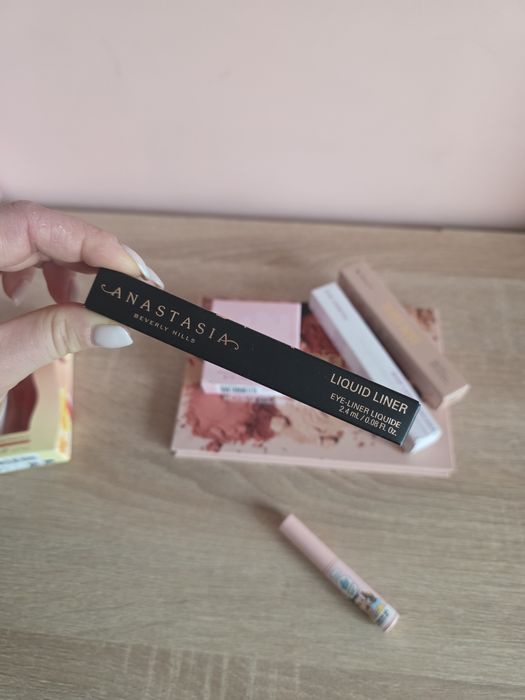 ANASTASIA
BEVERLY HILLS
LIQUID LINER
EYE-LINER LIQUIDE
2.4 mL / 0.08 FL Oz.